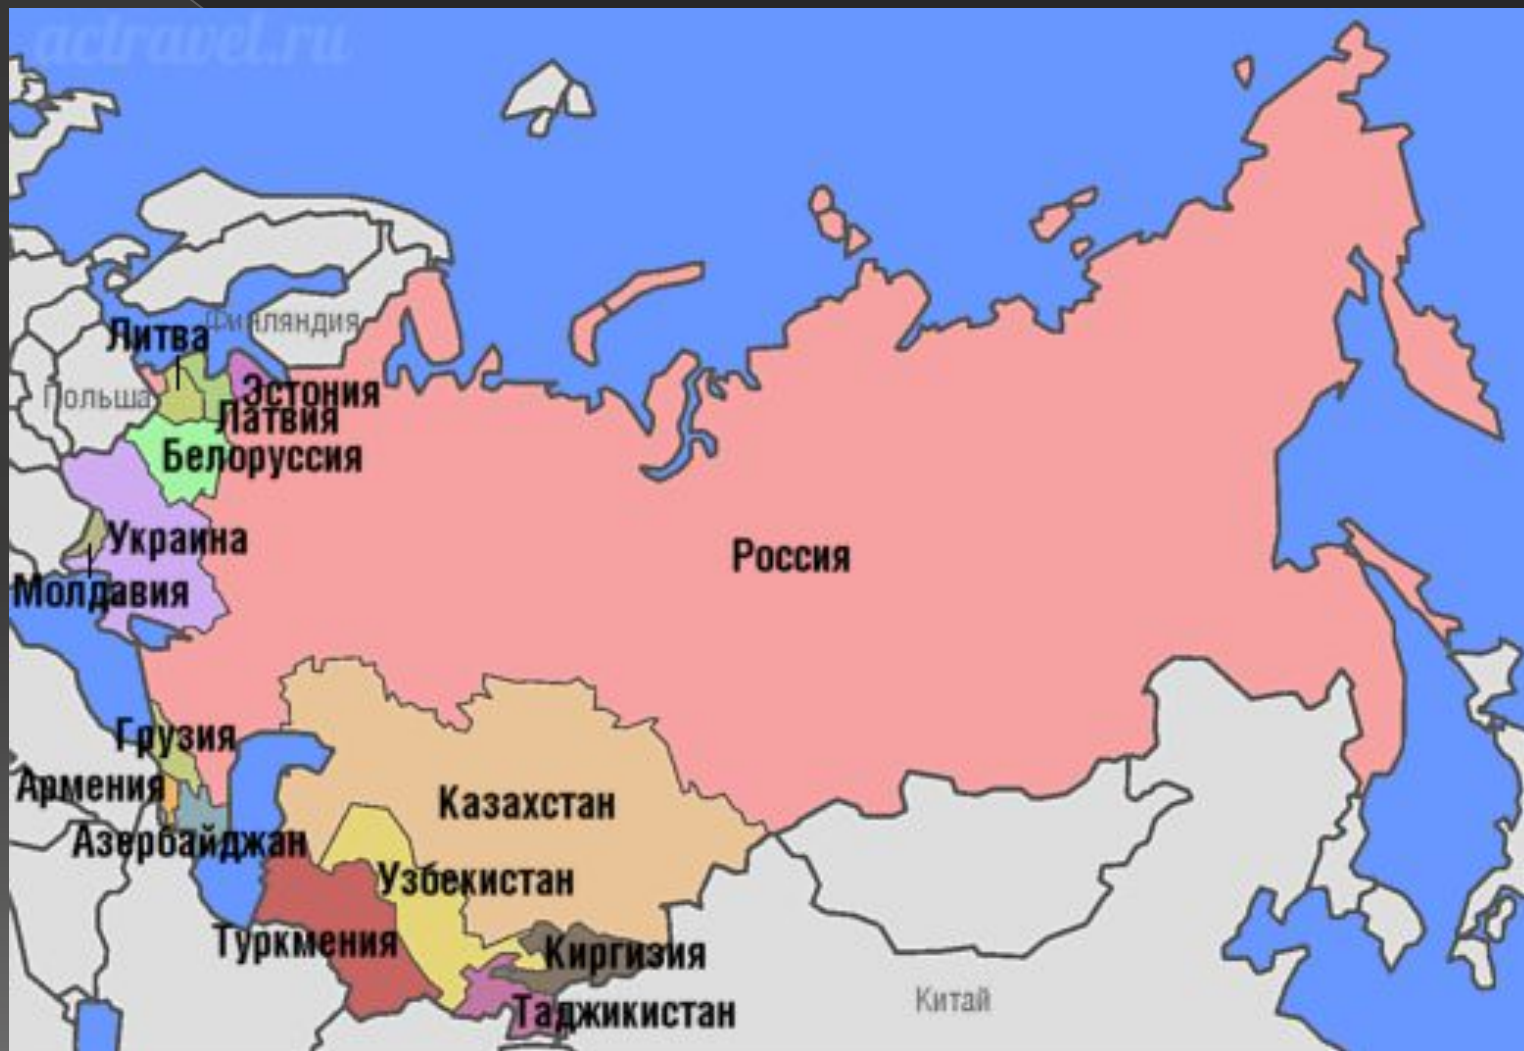 actravel.ru
Финляндия
Литва
Польша
Эстония
Латвия
Белоруссия
Украина
Россия
Молдавия
Грузия
Армения
Казахстан
Азербайджан
Узбекистан
Туркмения
Киргизия
Китай
Таджикистан